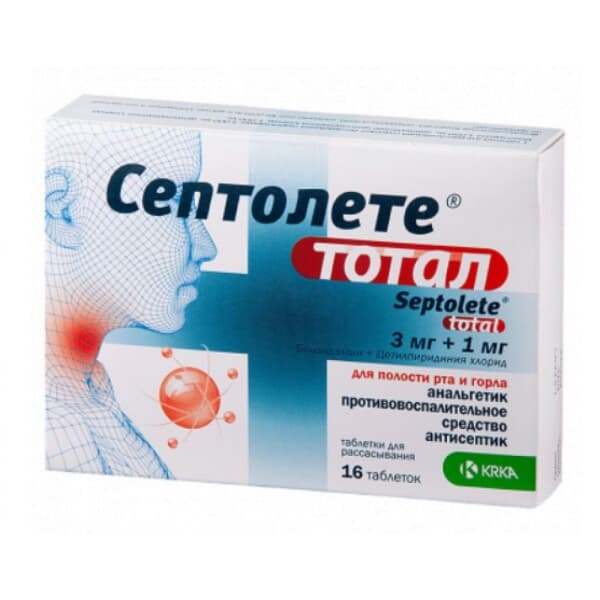 Септолете®
тотал
Septolete®
total
3 мг + 1 мг
Бензидамин + Цетилпиридиния хлорид
для полости рта и горла
анальгетик
противовоспалительное
средство
антисептик
таблетки для
рассасывания
16 таблеток
KRKA